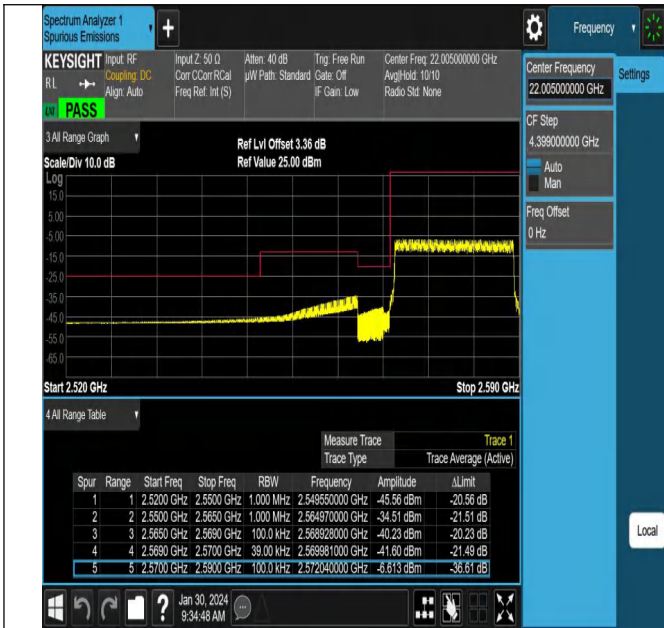 Spectrum Analyzer 1
Spurious Emissions
Frequency
KEYSIGHT
Input: RF
Coupling: DC
Align: Auto
Input Z: 50 Ω
Corr CCorr RCal
Freq Ref: Int (S)
Atten: 40 dB
µW Path: Standard
Trig: Free Run
Gate: Off
IF Gain: Low
Center Freq: 22.005000000 GHz
Avg|Hold: 10/10
Radio Std: None
RL
PASS
Center Frequency
22.005000000 GHz
Settings
CF Step
4.399000000 GHz
Auto
Man
Freq Offset
0 Hz
Local
3 All Range Graph
Scale/Div 10.0 dB
Ref Lvl Offset 3.36 dB
Ref Value 25.00 dBm
Log
15.0
5.00
-5.00
-15.0
-25.0
-35.0
-45.0
-55.0
-65.0
Start 2.520 GHz
Stop 2.590 GHz
4 All Range Table
Measure Trace Trace 1
Trace Type Trace Average (Active)
Spur Range Start Freq Stop Freq RBW Frequency Amplitude ΔLimit
1 1 2.5200 GHz 2.5500 GHz 1.000 MHz 2.549550000 GHz -45.56 dBm -20.56 dB
2 2 2.5500 GHz 2.5650 GHz 1.000 MHz 2.564970000 GHz -34.51 dBm -21.51 dB
3 3 2.5650 GHz 2.5690 GHz 100.0 kHz 2.568928000 GHz -40.23 dBm -20.23 dB
4 4 2.5690 GHz 2.5700 GHz 39.00 kHz 2.569981000 GHz -41.60 dBm -21.49 dB
5 5 2.5700 GHz 2.5900 GHz 100.0 kHz 2.572040000 GHz -6.613 dBm -36.61 dB
Jan 30, 2024
9:34:48 AM